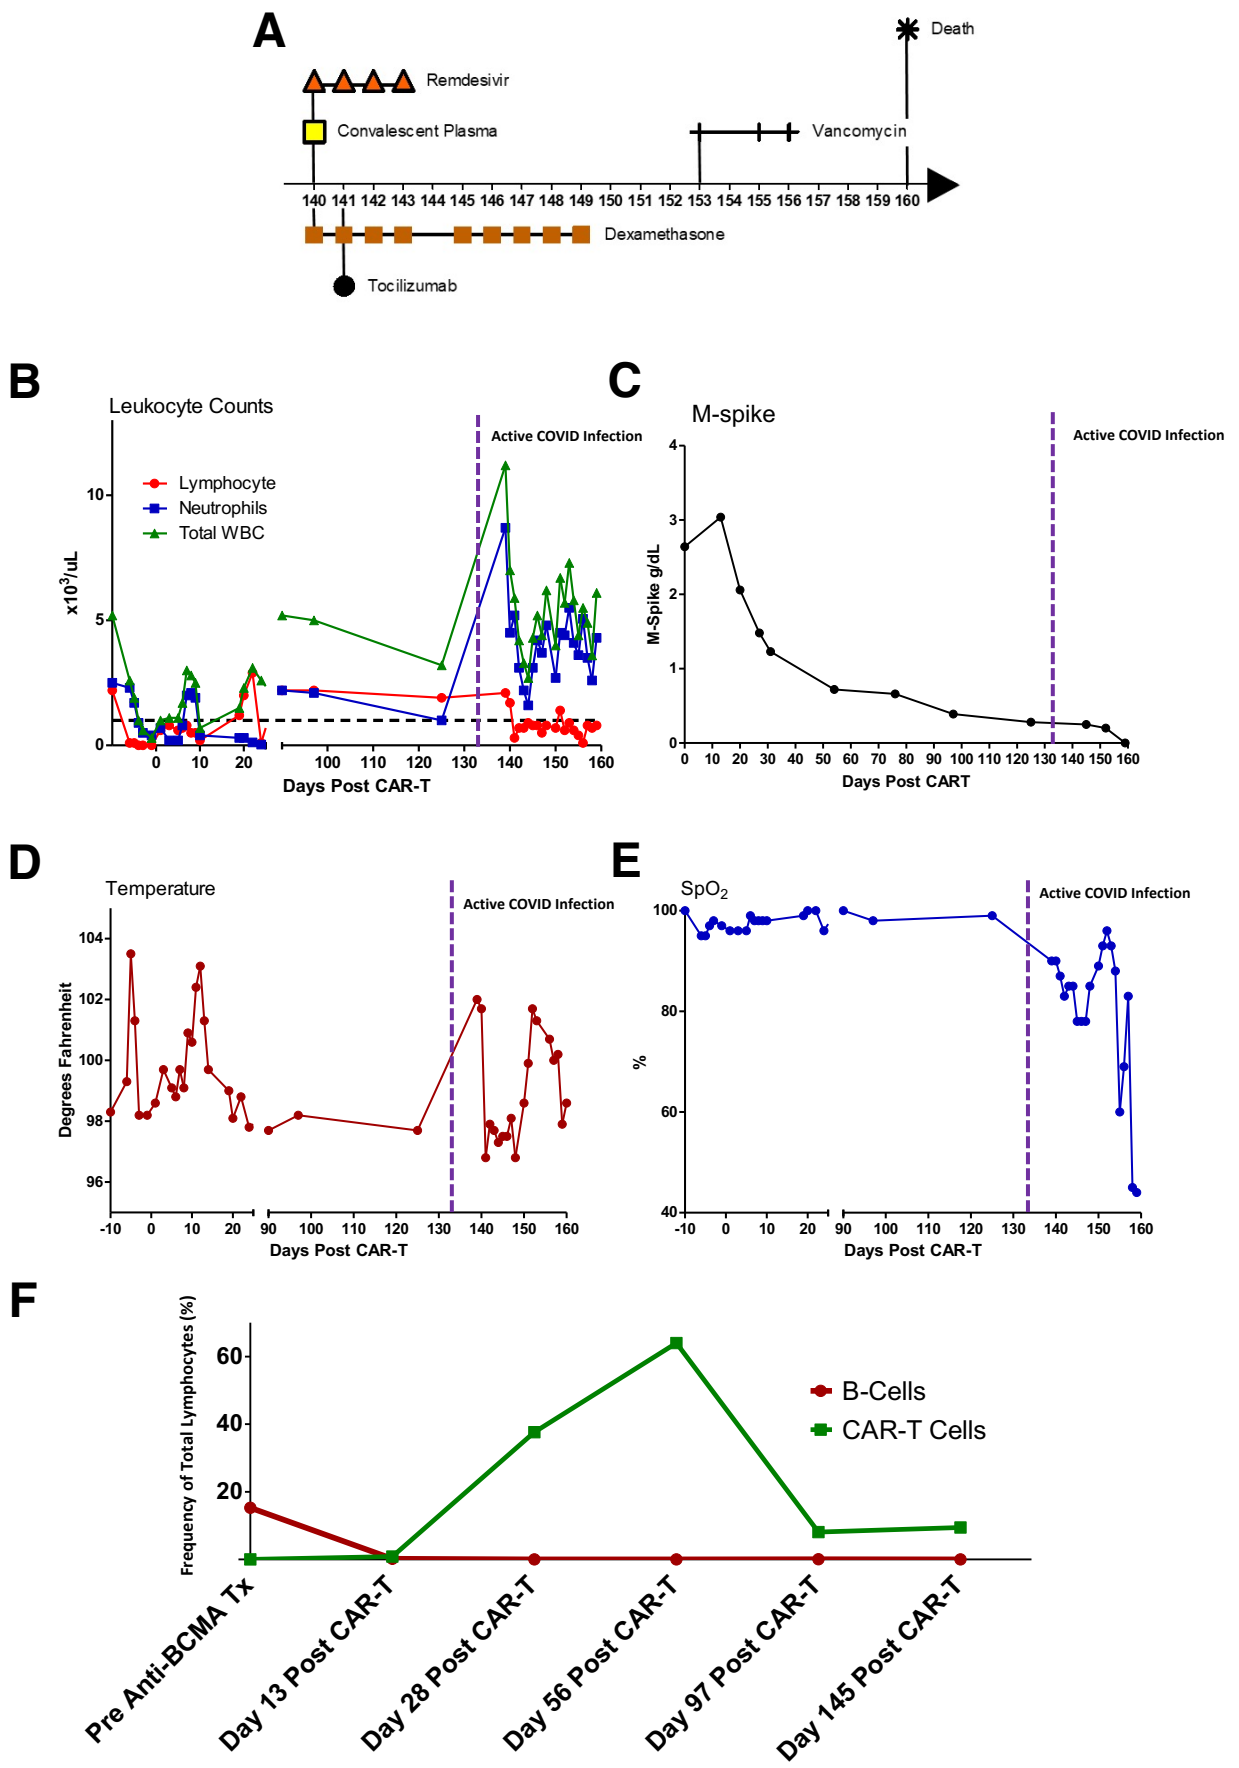 A
Death
Remdesivir
Convalescent Plasma
Vancomycin
140 141 142 143 144 145 146 147 148 149 150 151 152 153 154 155 156 157 158 159 160
Dexamethasone
Tocilizumab
B
Leukocyte Counts
Active COVID Infection
Lymphocyte
Neutrophils
Total WBC
x10³/uL
10
5
0
0 10 20 100 110 120 130 140 150 160
Days Post CAR-T
C
M-spike
Active COVID Infection
M-Spike g/dL
4
3
2
1
0
0 10 20 30 40 50 60 70 80 90 100 110 120 130 140 150 160
Days Post CART
D
Temperature
Active COVID Infection
Degrees Fahrenheit
104
102
100
98
96
-10 0 10 20 90 100 110 120 130 140 150 160
Days Post CAR-T
E
SpO₂
Active COVID Infection
%
100
80
60
40
-10 0 10 20 90 100 110 120 130 140 150 160
Days Post CAR-T
F
Frequency of Total Lymphocytes (%)
60
40
20
B-Cells
CAR-T Cells
Pre Anti-BCMA Tx
Day 13 Post CAR-T
Day 28 Post CAR-T
Day 56 Post CAR-T
Day 97 Post CAR-T
Day 145 Post CAR-T